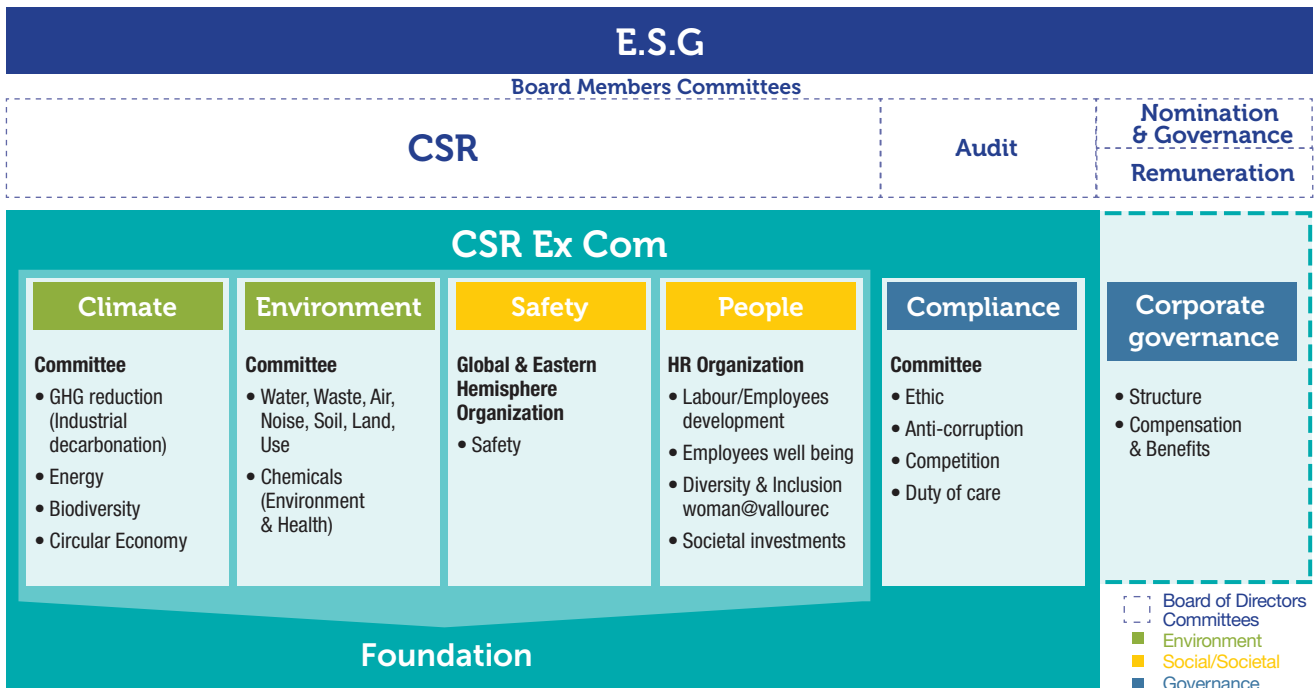 E.S.G
Board Members Committees
CSR
Audit
Nomination
& Governance
Remuneration
CSR Ex Com
Climate
Committee
• GHG reduction
(Industrial
decarbonation)
• Energy
• Biodiversity
• Circular Economy
Environment
Committee
• Water, Waste, Air,
Noise, Soil, Land,
Use
• Chemicals
(Environment
& Health)
Safety
Global & Eastern
Hemisphere
Organization
• Safety
People
HR Organization
• Labour/Employees
development
• Employees well being
• Diversity & Inclusion
woman@vallourec
• Societal investments
Compliance
Committee
• Ethic
• Anti-corruption
• Competition
• Duty of care
Corporate
governance
• Structure
• Compensation
& Benefits
Foundation
Board of Directors
Committees
Environment
Social/Societal
Governance